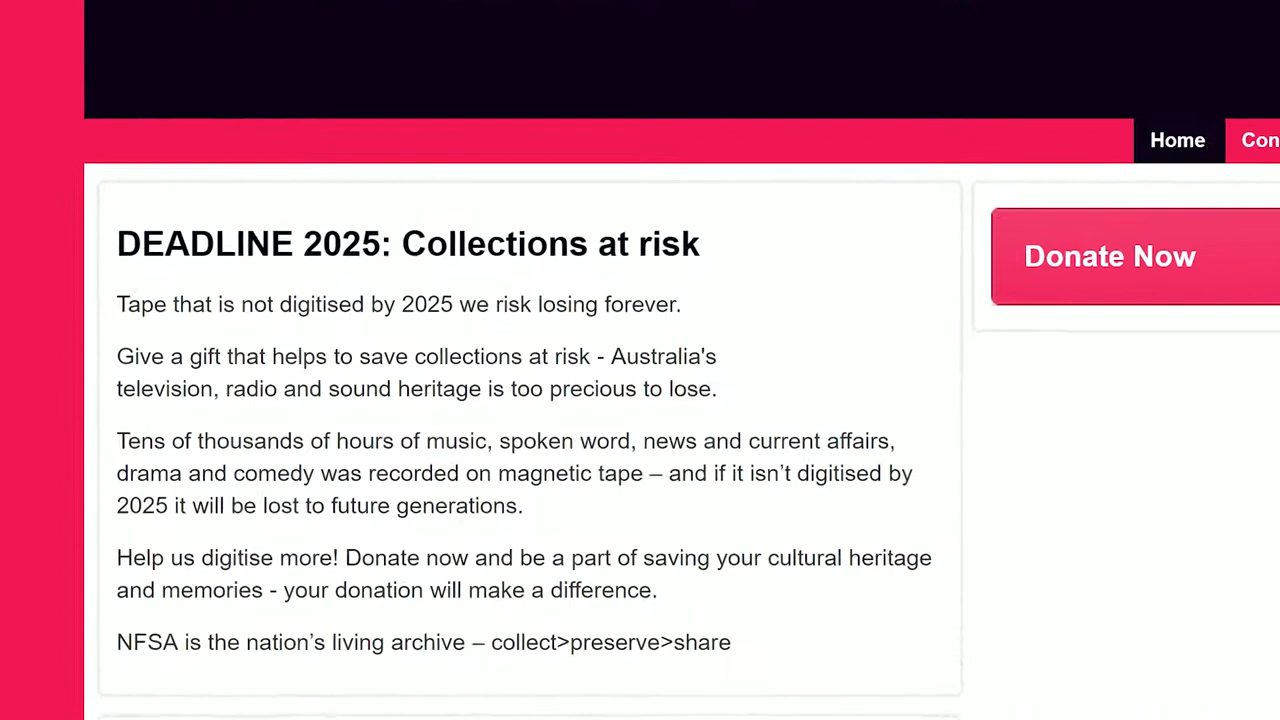 Home
Con
DEADLINE 2025: Collections at risk
Donate Now
Tape that is not digitised by 2025 we risk losing forever.
Give a gift that helps to save collections at risk - Australia's
television, radio and sound heritage is too precious to lose.
Tens of thousands of hours of music, spoken word, news and current affairs,
drama and comedy was recorded on magnetic tape – and if it isn’t digitised by
2025 it will be lost to future generations.
Help us digitise more! Donate now and be a part of saving your cultural heritage
and memories - your donation will make a difference.
NFSA is the nation’s living archive – collect>preserve>share